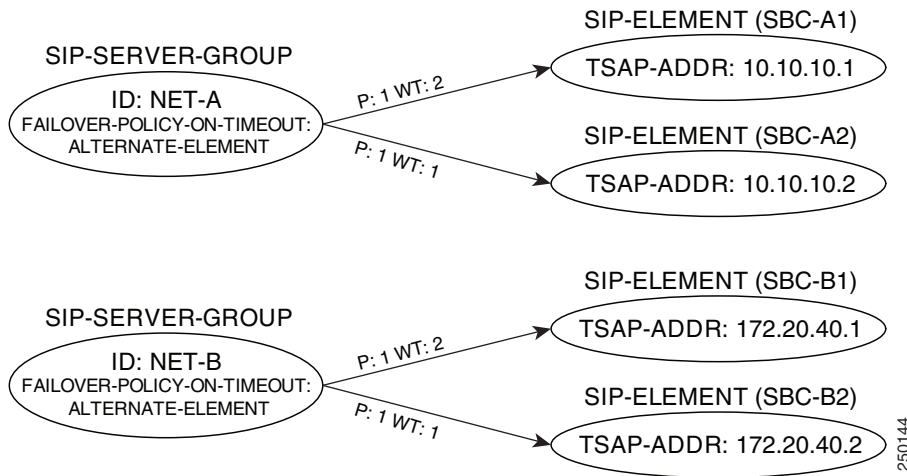 SIP-ELEMENT (SBC-A1)
SIP-SERVER-GROUP
TSAP-ADDR: 10.10.10.1
P: 1 WT: 2
ID: NET-A
FAILOVER-POLICY-ON-TIMEOUT:
ALTERNATE-ELEMENT
SIP-ELEMENT (SBC-A2)
P: 1 WT: 1
TSAP-ADDR: 10.10.10.2
SIP-ELEMENT (SBC-B1)
SIP-SERVER-GROUP
TSAP-ADDR: 172.20.40.1
P: 1 WT: 2
ID: NET-B
FAILOVER-POLICY-ON-TIMEOUT:
ALTERNATE-ELEMENT
SIP-ELEMENT (SBC-B2)
P: 1 WT: 1
TSAP-ADDR: 172.20.40.2
250144